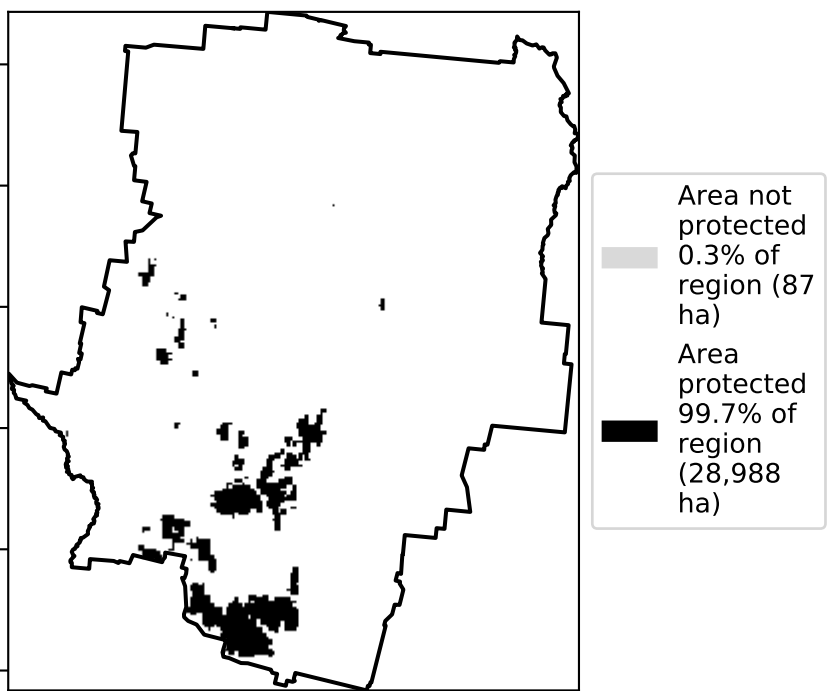 Area not
protected
0.3% of
region (87
ha)
Area
protected
99.7% of
region
(28,988
ha)